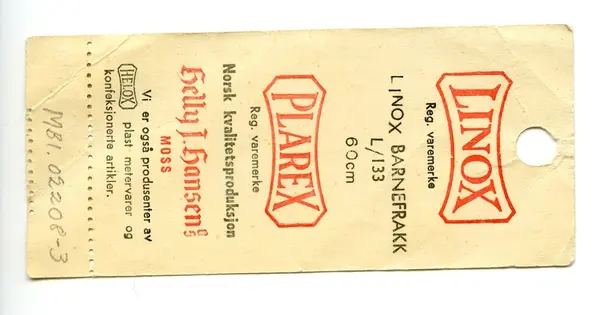 LINOX
Reg. varemerke
LINOX BARNEFRAKK
L/133
60cm
PLAREX
Reg. varemerke
Norsk kvalitetsproduksjon
Helly J. Hansen
MOSS
Vi er også produsenter av
HELOX plast metervarer og
konfeksjonerte artikler.
M81.02208-3